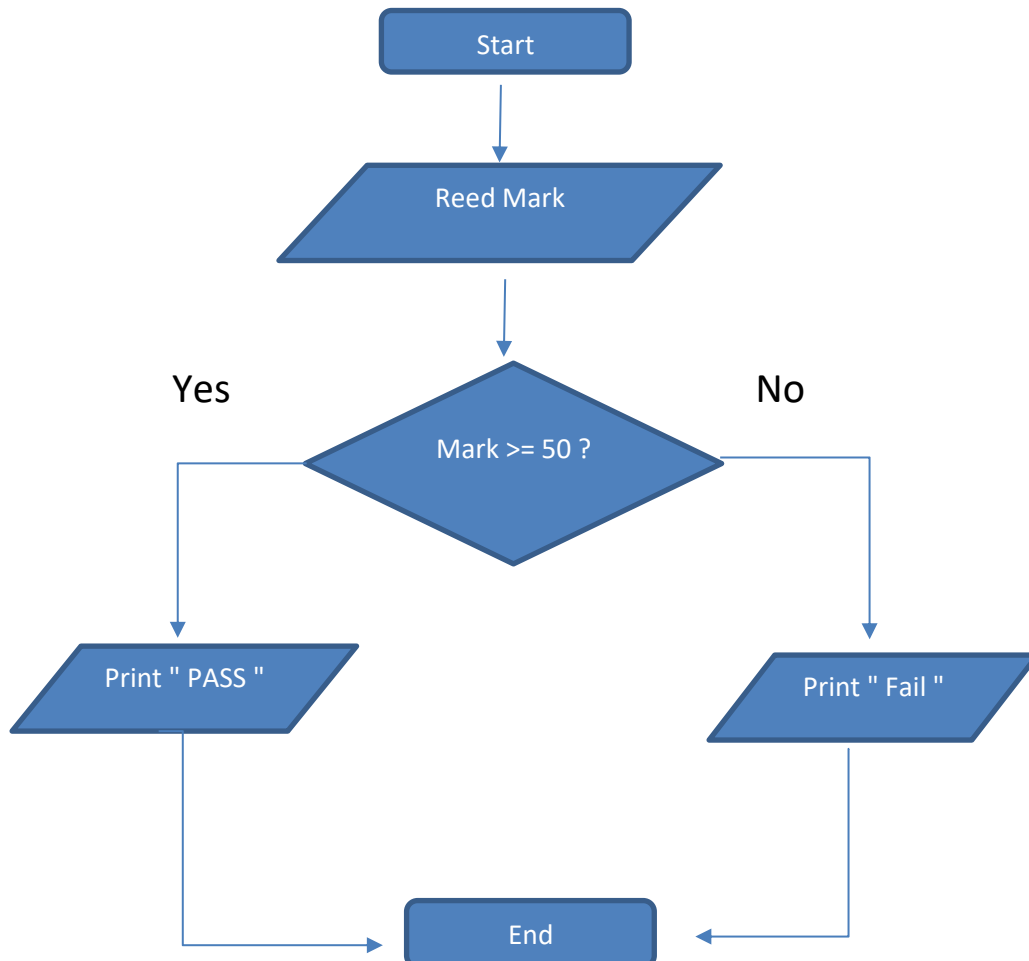 Start
Reed Mark
Yes
No
Mark >= 50 ?
Print " PASS "
Print " Fail "
End